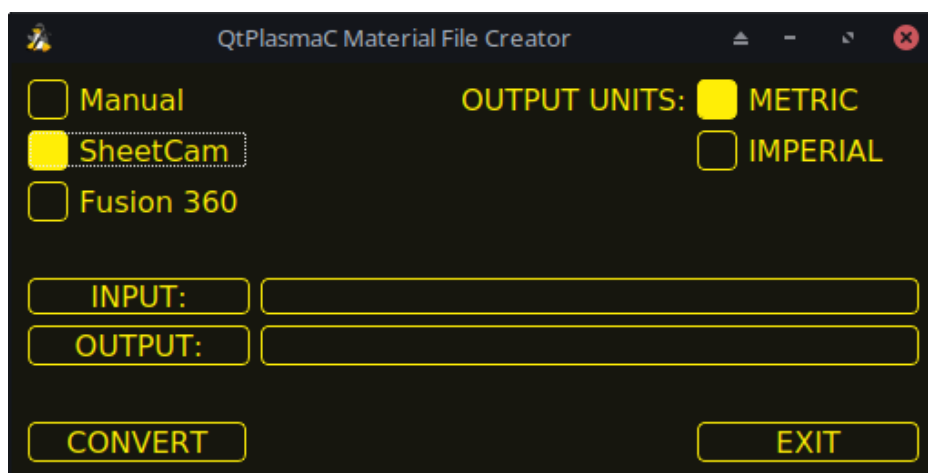 QtPlasmaC Material File Creator
Manual OUTPUT UNITS: METRIC
SheetCam IMPERIAL
Fusion 360
INPUT:
OUTPUT:
CONVERT EXIT